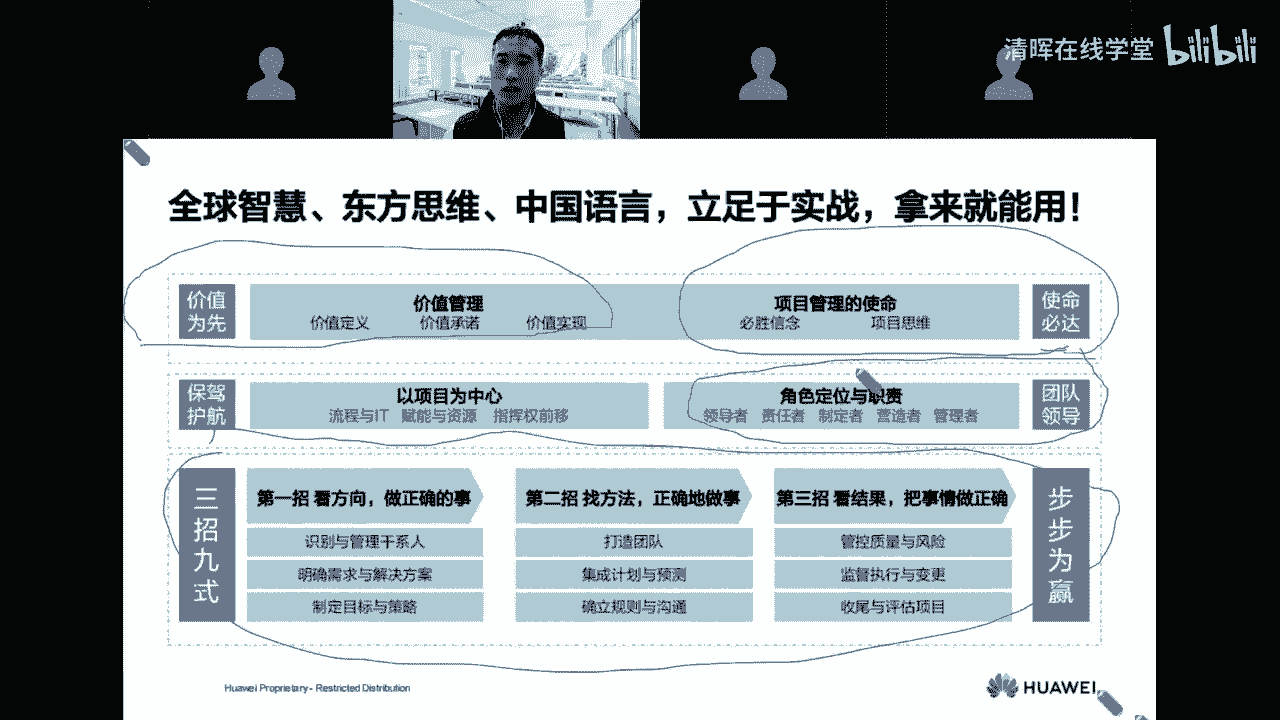 清晖在线学堂 bilibili
全球智慧、东方思维、中国语言，立足于实战，拿来就能用！
价值为先
价值管理
价值定义 价值承诺 价值实现
项目管理的使命
必胜信念 项目思维
使命必达
保驾护航
以项目为中心
流程与IT 赋能与资源 指挥权前移
角色定位与职责
领导者 责任者 制定者 营造者 管理者
团队领导
三招九式
第一招 看方向，做正确的事
识别与管理干系人
明确需求与解决方案
制定目标与策略
第二招 找方法，正确地做事
打造团队
集成计划与预测
确立规则与沟通
第三招 看结果，把事情做正确
管控质量与风险
监督执行与变更
收尾与评估项目
步步为赢
Huawei Proprietary - Restricted Distribution
HUAWEI